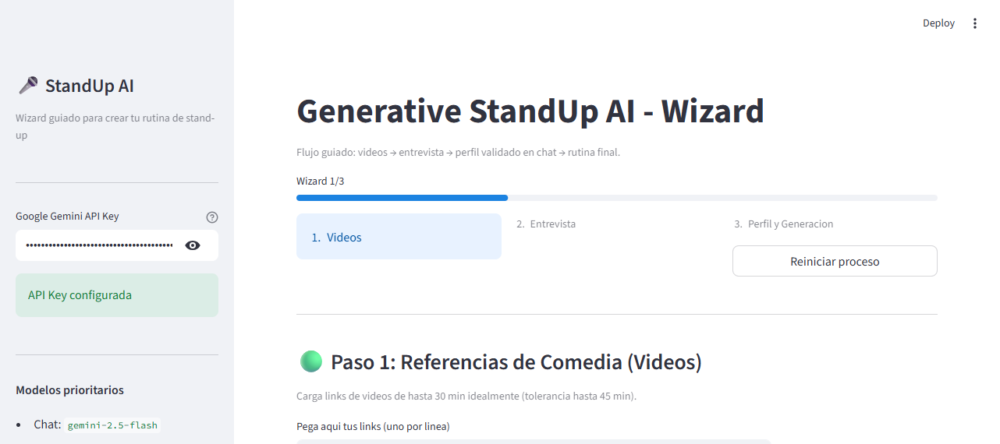 Deploy
StandUp AI
Wizard guiado para crear tu rutina de stand-
up
Google Gemini API Key
API Key configurada
Modelos prioritarios
Chat: gemini-2.5-flash
Generative StandUp AI - Wizard
Flujo guiado: videos → entrevista → perfil validado en chat → rutina final.
Wizard 1/3
1. Videos
2. Entrevista
3. Perfil y Generacion
Reiniciar proceso
Paso 1: Referencias de Comedia (Videos)
Carga links de videos de hasta 30 min idealmente (tolerancia hasta 45 min).
Pega aqui tus links (uno por linea)